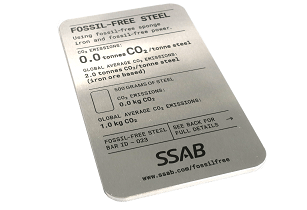 FOSSIL-FREE STEEL
Using fossil-free sponge
iron and fossil-free power.
CO₂ EMISSIONS:
0.0 tonnes CO₂/tonne steel
GLOBAL AVERAGE CO₂ EMISSIONS:
2.0 tonnes CO₂/tonne steel
(iron ore based)
500 GRAMS OF STEEL
CO₂ EMISSIONS:
0.0 kg CO₂
GLOBAL AVERAGE CO₂ EMISSIONS:
1.0 kg CO₂
FOSSIL-FREE STEEL
BAR ID - 023
SEE BACK FOR
FULL DETAILS →
SSAB
www.ssab.com/fossilfree